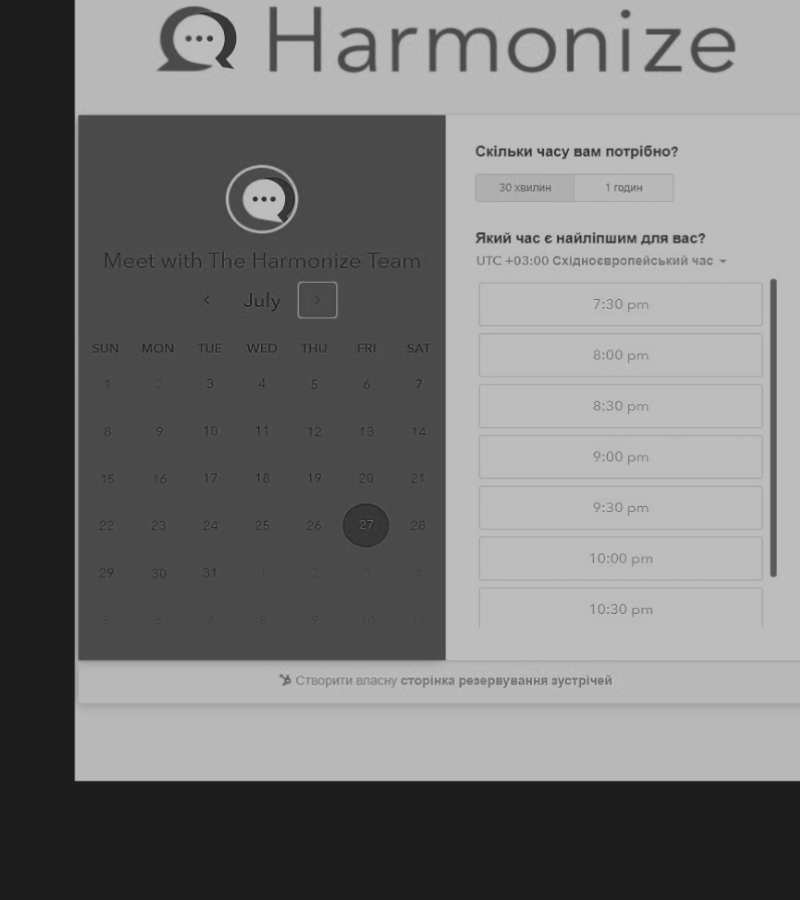 Harmonize
Meet with The Harmonize Team
< July >
SUN MON TUE WED THU FRI SAT
1 2 3 4 5 6 7
8 9 10 11 12 13 14
15 16 17 18 19 20 21
22 23 24 25 26 27 28
29 30 31 1 2 3 4
5 6 7 8 9 10 11
Скільки часу вам потрібно?
30 хвилин 1 годин
Який час є найліпшим для вас?
UTC +03:00 Східноєвропейський час
7:30 pm
8:00 pm
8:30 pm
9:00 pm
9:30 pm
10:00 pm
10:30 pm
Створити власну сторінка резервування зустрічей